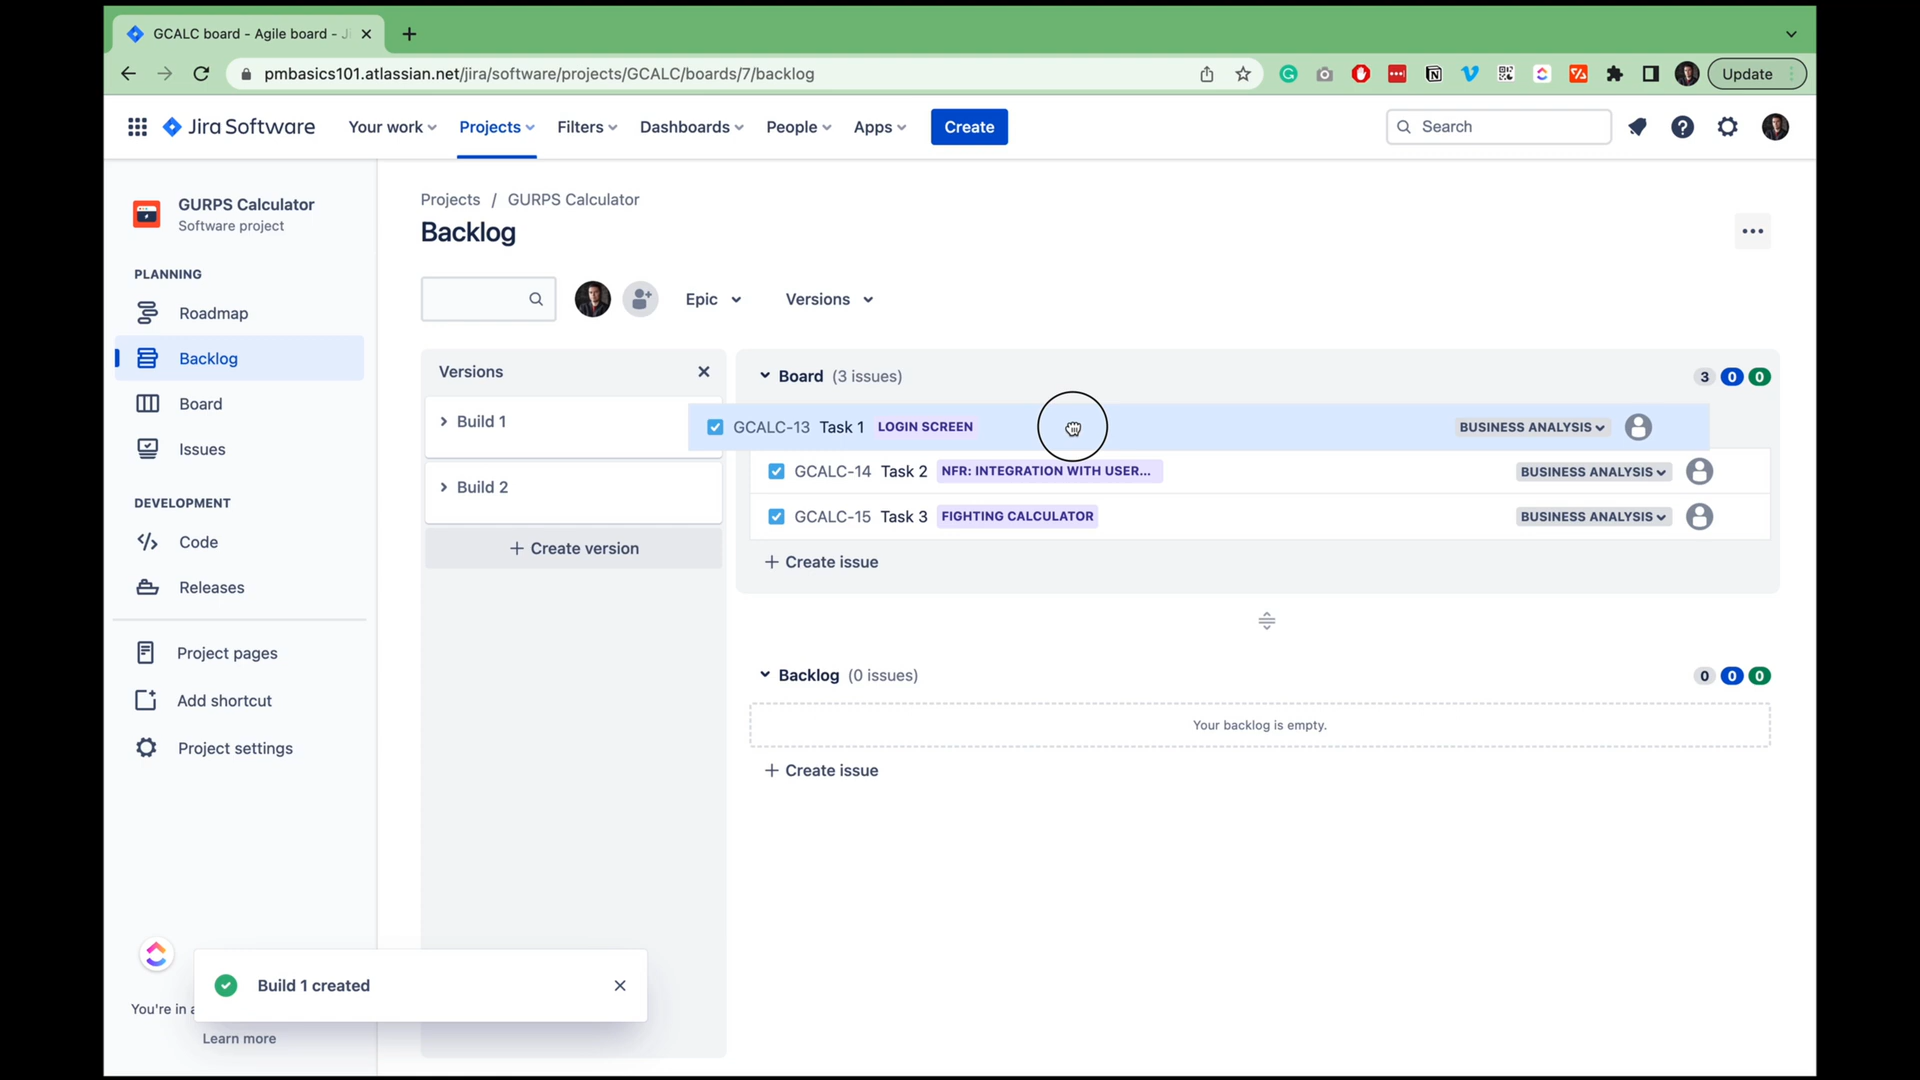 GCALC board - Agile board - Ji
pmbasics101.atlassian.net/jira/software/projects/GCALC/boards/7/backlog
Update
Jira Software
Your work
Projects
Filters
Dashboards
People
Apps
Create
Search
GURPS Calculator
Software project
PLANNING
Roadmap
Backlog
Board
Issues
DEVELOPMENT
Code
Releases
Project pages
Add shortcut
Project settings
You're in a
Learn more
Projects / GURPS Calculator
Backlog
Epic
Versions
Versions
Build 1
Build 2
+ Create version
Board (3 issues)
3 0 0
GCALC-13 Task 1 LOGIN SCREEN BUSINESS ANALYSIS
GCALC-14 Task 2 NFR: INTEGRATION WITH USER... BUSINESS ANALYSIS
GCALC-15 Task 3 FIGHTING CALCULATOR BUSINESS ANALYSIS
+ Create issue
Backlog (0 issues)
0 0 0
Your backlog is empty.
+ Create issue
Build 1 created